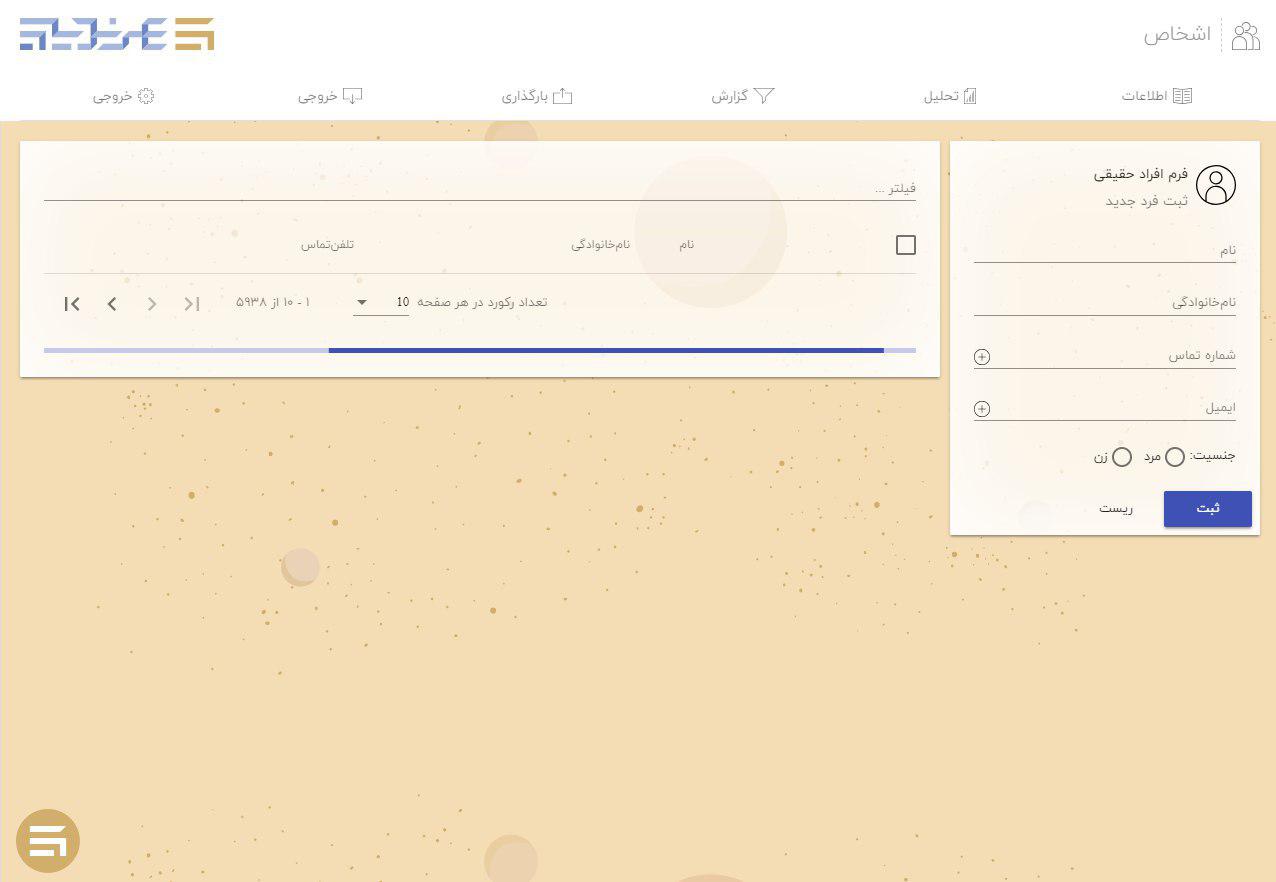 اشخاص
اطلاعات
تحلیل
گزارش
بارگذاری
خروجی
خروجی
فرم افراد حقیقی
ثبت فرد جدید
نام
نام‌خانوادگی
شماره تماس
ایمیل
جنسیت: مرد زن
ثبت ریست
فیلتر ...
نام نام‌خانوادگی تلفن‌تماس
تعداد رکورد در هر صفحه 10 ۱ - ۱۰ از ۵۹۳۸